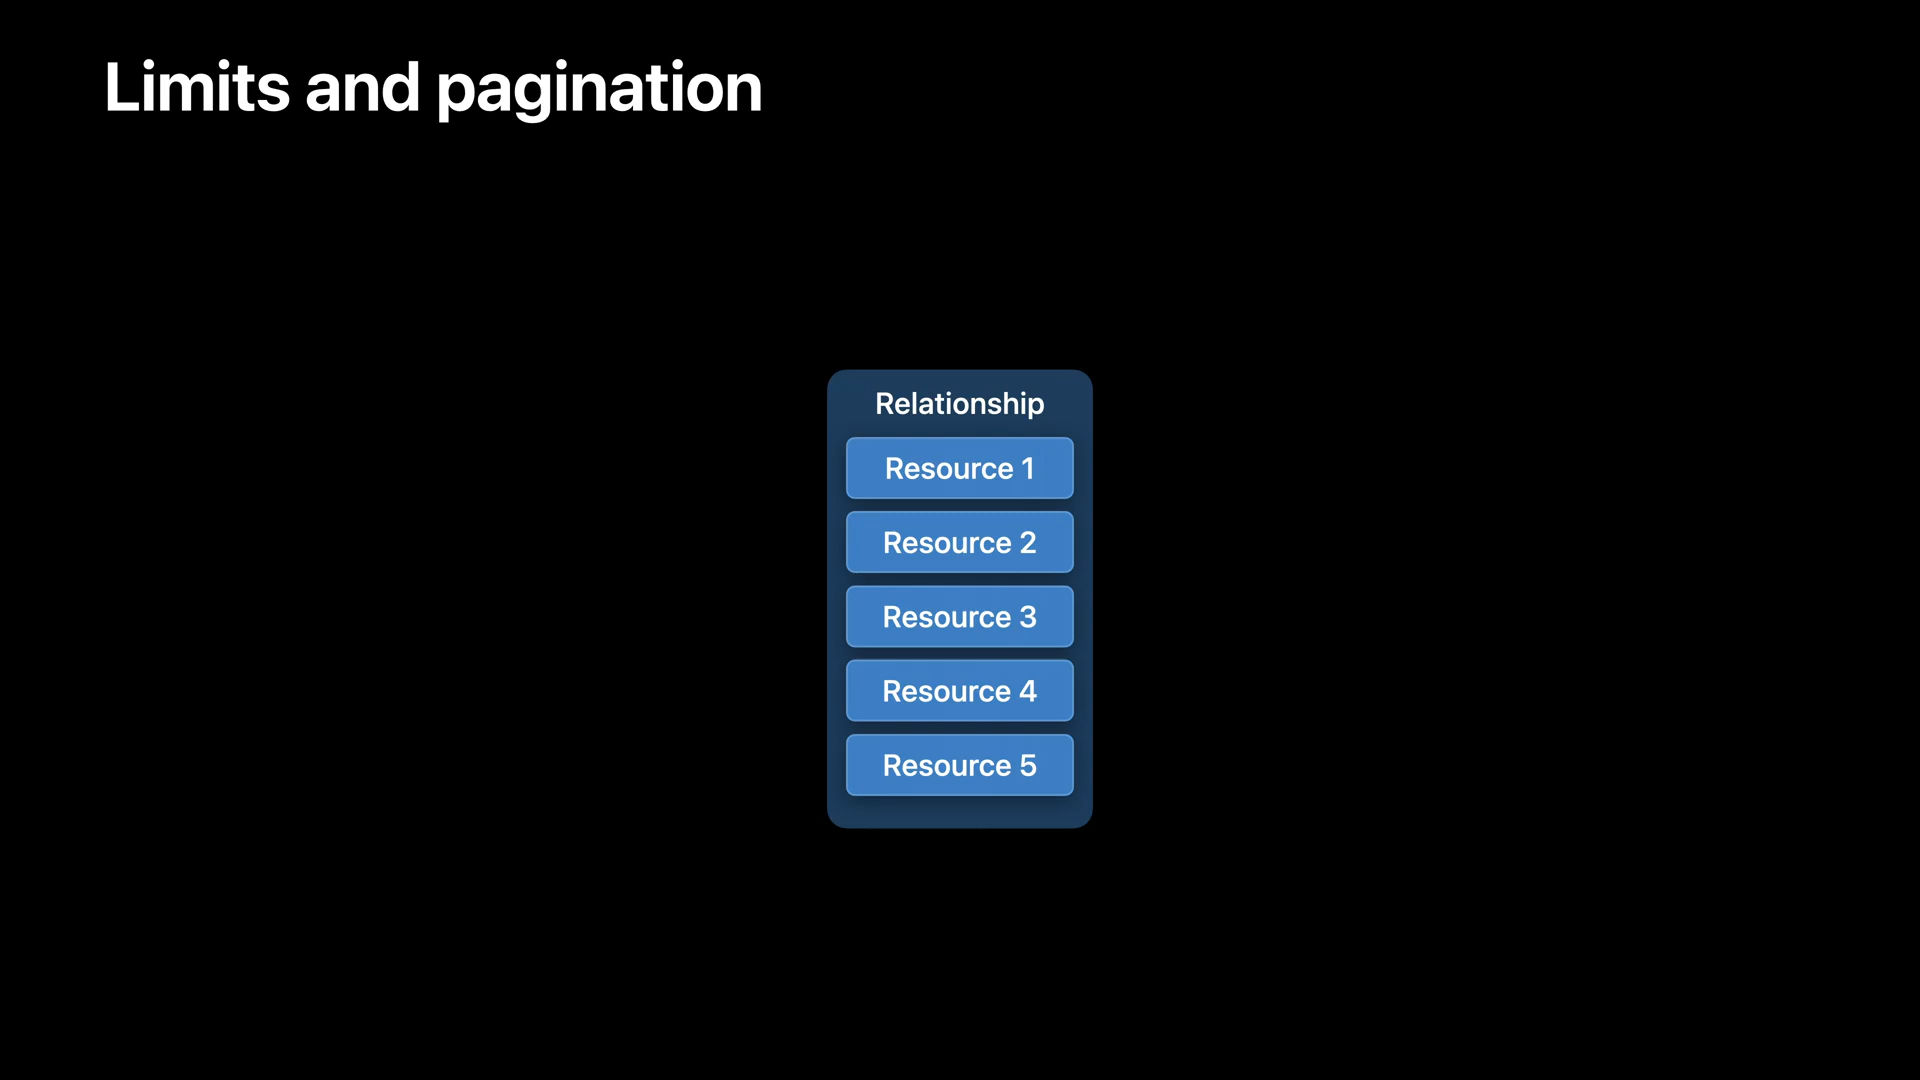 Limits and pagination
Relationship
Resource 1
Resource 2
Resource 3
Resource 4
Resource 5